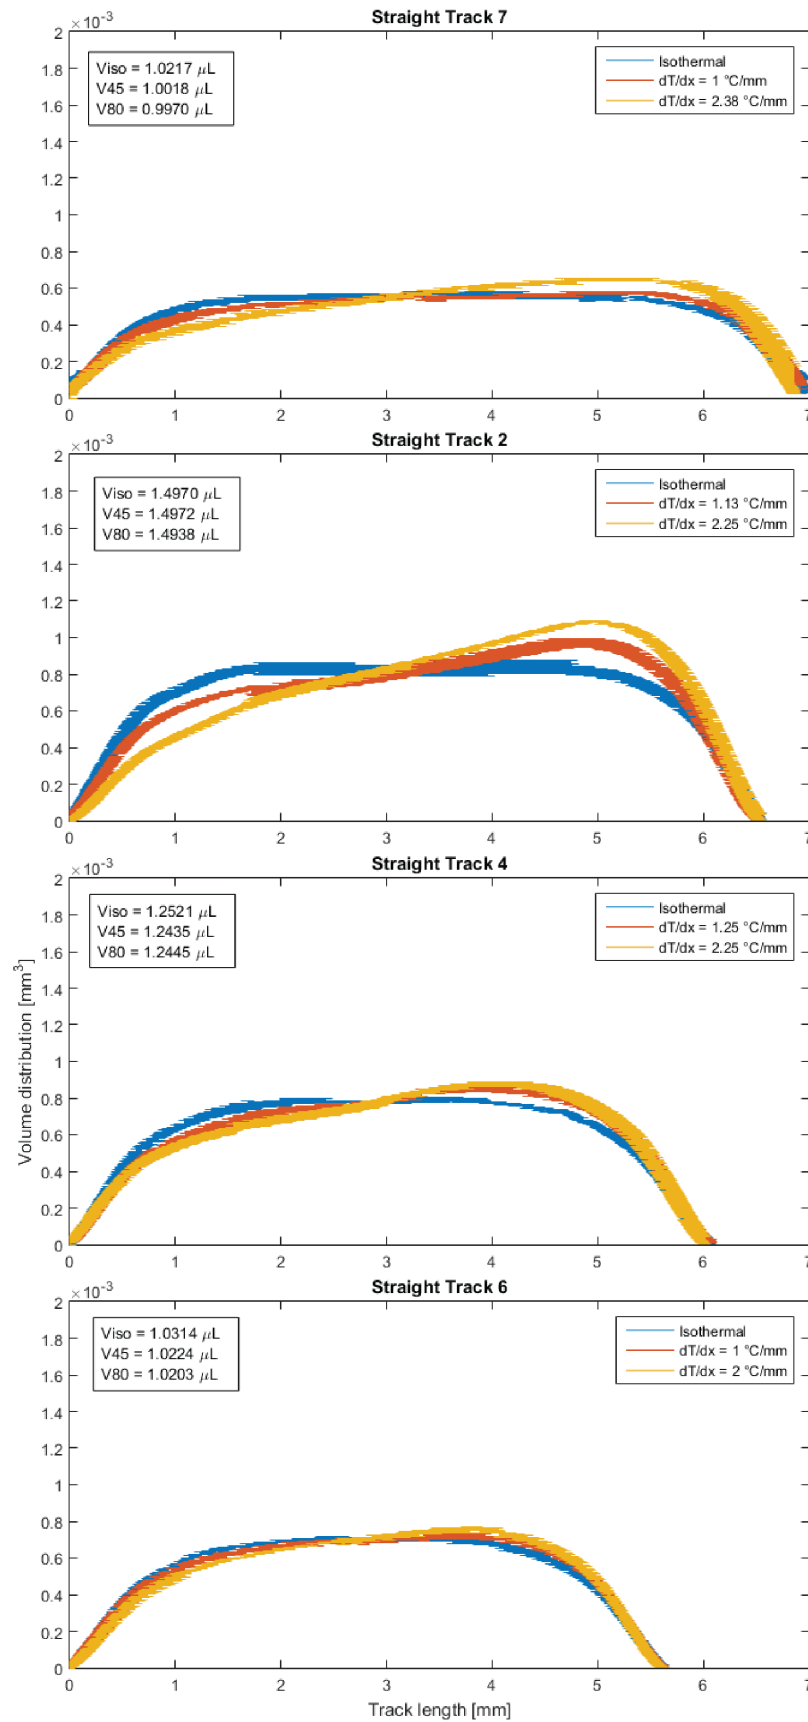 Straight Track 7
×10⁻³
Viso = 1.0217 μL
V45 = 1.0018 μL
V80 = 0.9970 μL
Isothermal
dT/dx = 1 °C/mm
dT/dx = 2.38 °C/mm
2
1.8
1.6
1.4
1.2
1
0.8
0.6
0.4
0.2
0
0 1 2 3 4 5 6 7
Straight Track 2
×10⁻³
Viso = 1.4970 μL
V45 = 1.4972 μL
V80 = 1.4938 μL
Isothermal
dT/dx = 1.13 °C/mm
dT/dx = 2.25 °C/mm
2
1.8
1.6
1.4
1.2
1
0.8
0.6
0.4
0.2
0
0 1 2 3 4 5 6 7
Straight Track 4
×10⁻³
Viso = 1.2521 μL
V45 = 1.2435 μL
V80 = 1.2445 μL
Isothermal
dT/dx = 1.25 °C/mm
dT/dx = 2.25 °C/mm
2
1.8
1.6
1.4
1.2
1
0.8
0.6
0.4
0.2
0
0 1 2 3 4 5 6 7
Volume distribution [mm³]
Straight Track 6
×10⁻³
Viso = 1.0314 μL
V45 = 1.0224 μL
V80 = 1.0203 μL
Isothermal
dT/dx = 1 °C/mm
dT/dx = 2 °C/mm
2
1.8
1.6
1.4
1.2
1
0.8
0.6
0.4
0.2
0
0 1 2 3 4 5 6 7
Track length [mm]